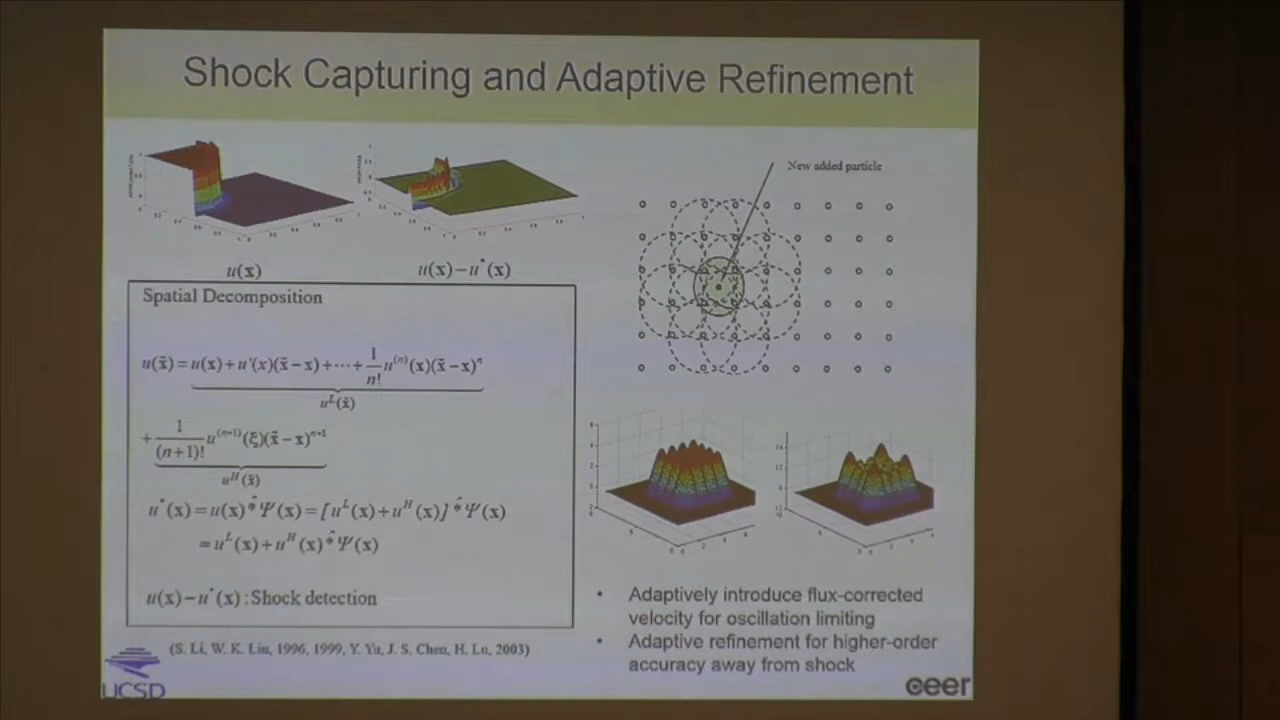 Shock Capturing and Adaptive Refinement
New added particle
u(x)
u(x)−u*(x)
Spatial Decomposition
u(x̃)=u(x)+u'(x)(x̃−x)+⋯+1/n! u⁽ⁿ⁾(x)(x̃−x)ⁿ
uᴸ(x̃)
+1/(n+1)! u⁽ⁿ⁺¹⁾(ξ)(x̃−x)ⁿ⁺¹
uᴴ(x̃)
u*(x)=u(x)*̂Ψ(x)=[uᴸ(x)+uᴴ(x)]*̂Ψ(x)
=uᴸ(x)+uᴴ(x)*̂Ψ(x)
u(x)−u*(x):Shock detection
(S. Li, W. K. Liu, 1996, 1999, Y. Yu, J. S. Chen, H. Lu, 2003)
• Adaptively introduce flux-corrected
velocity for oscillation limiting
• Adaptive refinement for higher-order
accuracy away from shock
UCSD
ceer